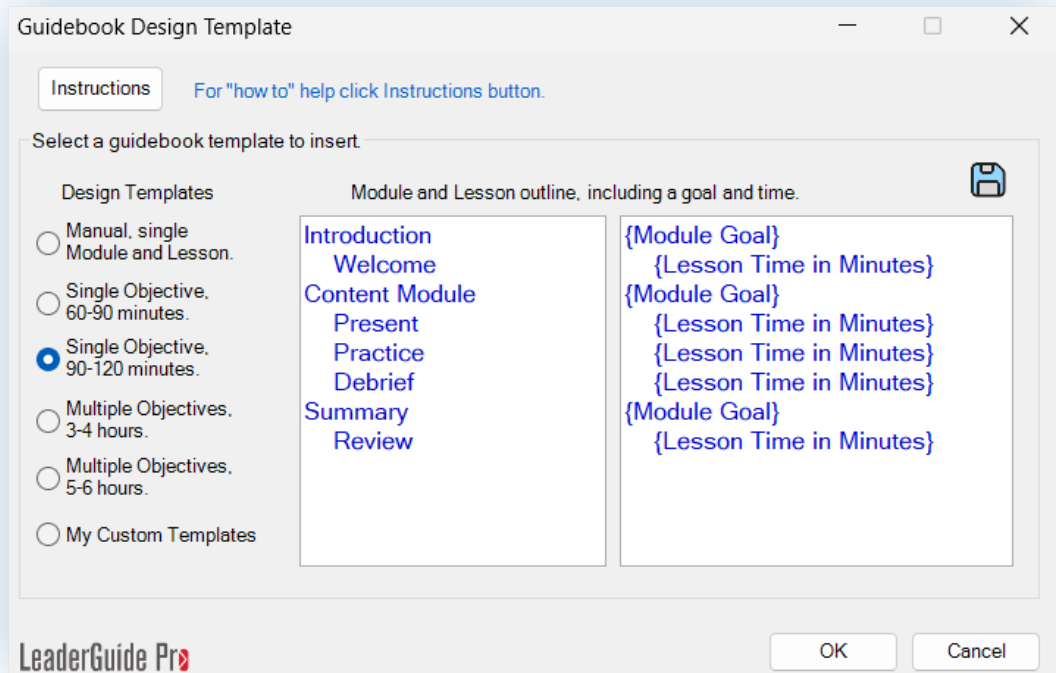 Guidebook Design Template
Instructions
For "how to" help click Instructions button.
Select a guidebook template to insert.
Design Templates
Manual, single
Module and Lesson.
Single Objective,
60-90 minutes.
Single Objective,
90-120 minutes.
Multiple Objectives,
3-4 hours.
Multiple Objectives,
5-6 hours.
My Custom Templates
Module and Lesson outline, including a goal and time.
Introduction
Welcome
Content Module
Present
Practice
Debrief
Summary
Review
{Module Goal}
{Lesson Time in Minutes}
{Module Goal}
{Lesson Time in Minutes}
{Lesson Time in Minutes}
{Lesson Time in Minutes}
{Module Goal}
{Lesson Time in Minutes}
LeaderGuide Pro
OK
Cancel